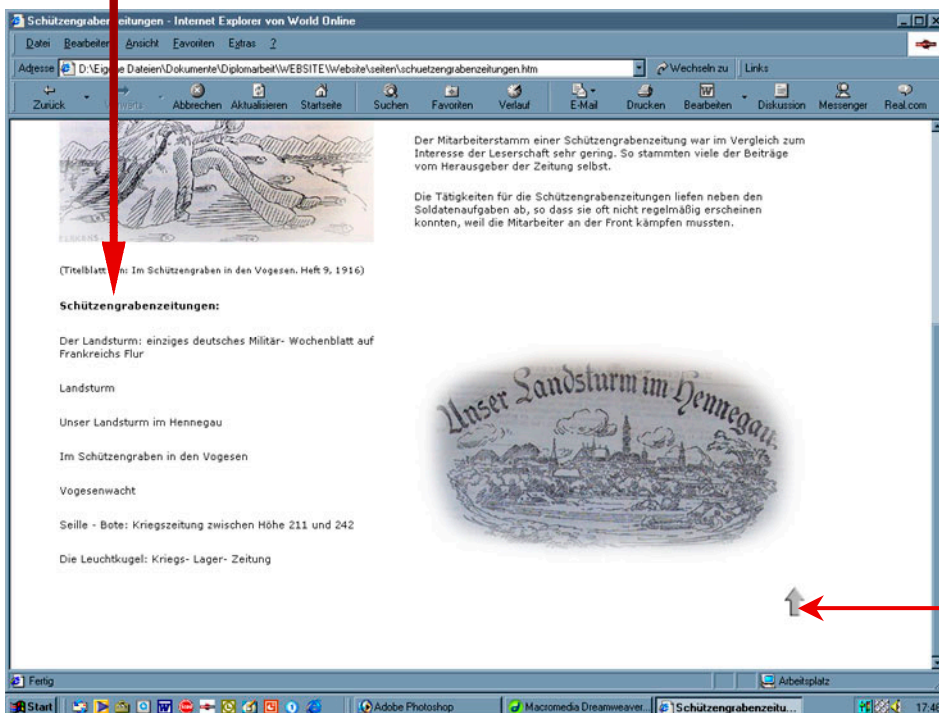 Schützengrabenzeitungen - Internet Explorer von World Online
Datei Bearbeiten Ansicht Favoriten Extras ?
Adresse D:\Eigene Dateien\Dokumente\Diplomarbeit\WEBSITE\Website\seiten\schuetzengrabenzeitungen.htm Wechseln zu Links
Zurück Vorwärts Abbrechen Aktualisieren Startseite Suchen Favoriten Verlauf E-Mail Drucken Bearbeiten Diskussion Messenger Real.com
(Titelblatt von: Im Schützengraben in den Vogesen. Heft 9, 1916)
Schützengrabenzeitungen:
Der Landsturm: einziges deutsches Militär- Wochenblatt auf
Frankreichs Flur
Landsturm
Unser Landsturm im Hennegau
Im Schützengraben in den Vogesen
Vogesenwacht
Seille - Bote: Kriegszeitung zwischen Höhe 211 und 242
Die Leuchtkugel: Kriegs- Lager- Zeitung
Der Mitarbeiterstamm einer Schützengrabenzeitung war im Vergleich zum
Interesse der Leserschaft sehr gering. So stammten viele der Beiträge
vom Herausgeber der Zeitung selbst.
Die Tätigkeiten für die Schützengrabenzeitungen liefen neben den
Soldatenaufgaben ab, so dass sie oft nicht regelmäßig erscheinen
konnten, weil die Mitarbeiter an der Front kämpfen mussten.
Unser Landsturm im Hennegau
Fertig Arbeitsplatz
Start Adobe Photoshop Macromedia Dreamweaver... Schützengrabenzeitu... 17:48